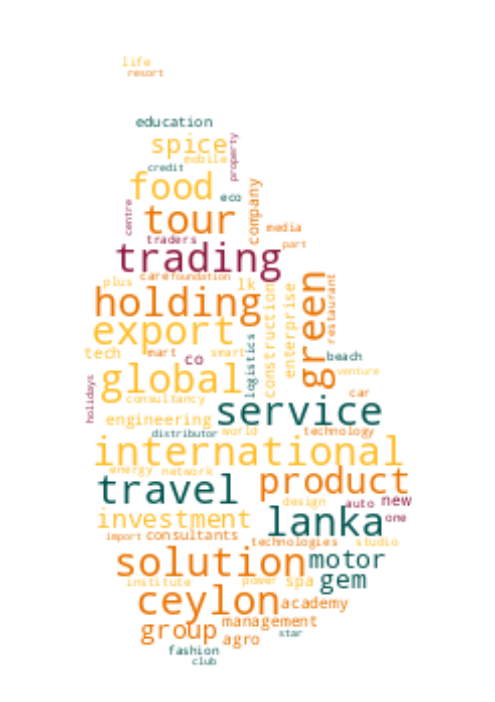 life
resort
education
spice
property
mobile
credit
food
eco
centre
tour
company
media
traders
part
trading
care
foundation
plus
lk
holding
construction
enterprise
green
restaurant
export
tech
mart
co
smart
logistics
beach
venture
global
holidays
consultancy
car
service
engineering
distributor
world
technology
international
energy
network
travel
product
design
auto
new
investment
lanka
one
import
consultants
technologies
studio
solution
motor
institute
power
spa
gem
ceylon
academy
group
management
agro
star
fashion
club